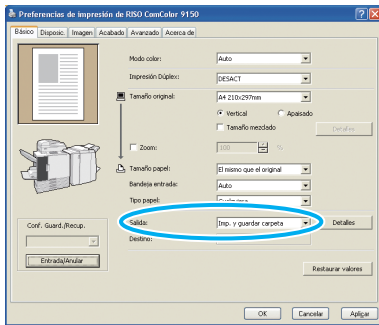 Preferencias de impresión de RISO ComColor 9150
Básico Disposic. Imagen Acabado Avanzado Acerca de
Modo color: Auto
Impresión Dúplex: DESACT
Tamaño original: A4 210x297mm
Vertical Apaisado
Tamaño mezclado Detalles
Zoom: 100 %
Tamaño papel: El mismo que el original
Bandeja entrada: Auto
Tipo papel:
Conf. Guard./Recup.
Salida: Imp. y guardar carpeta Detalles
Destino:
Entrada/Anular
Restaurar valores
OK Cancelar Aplicar